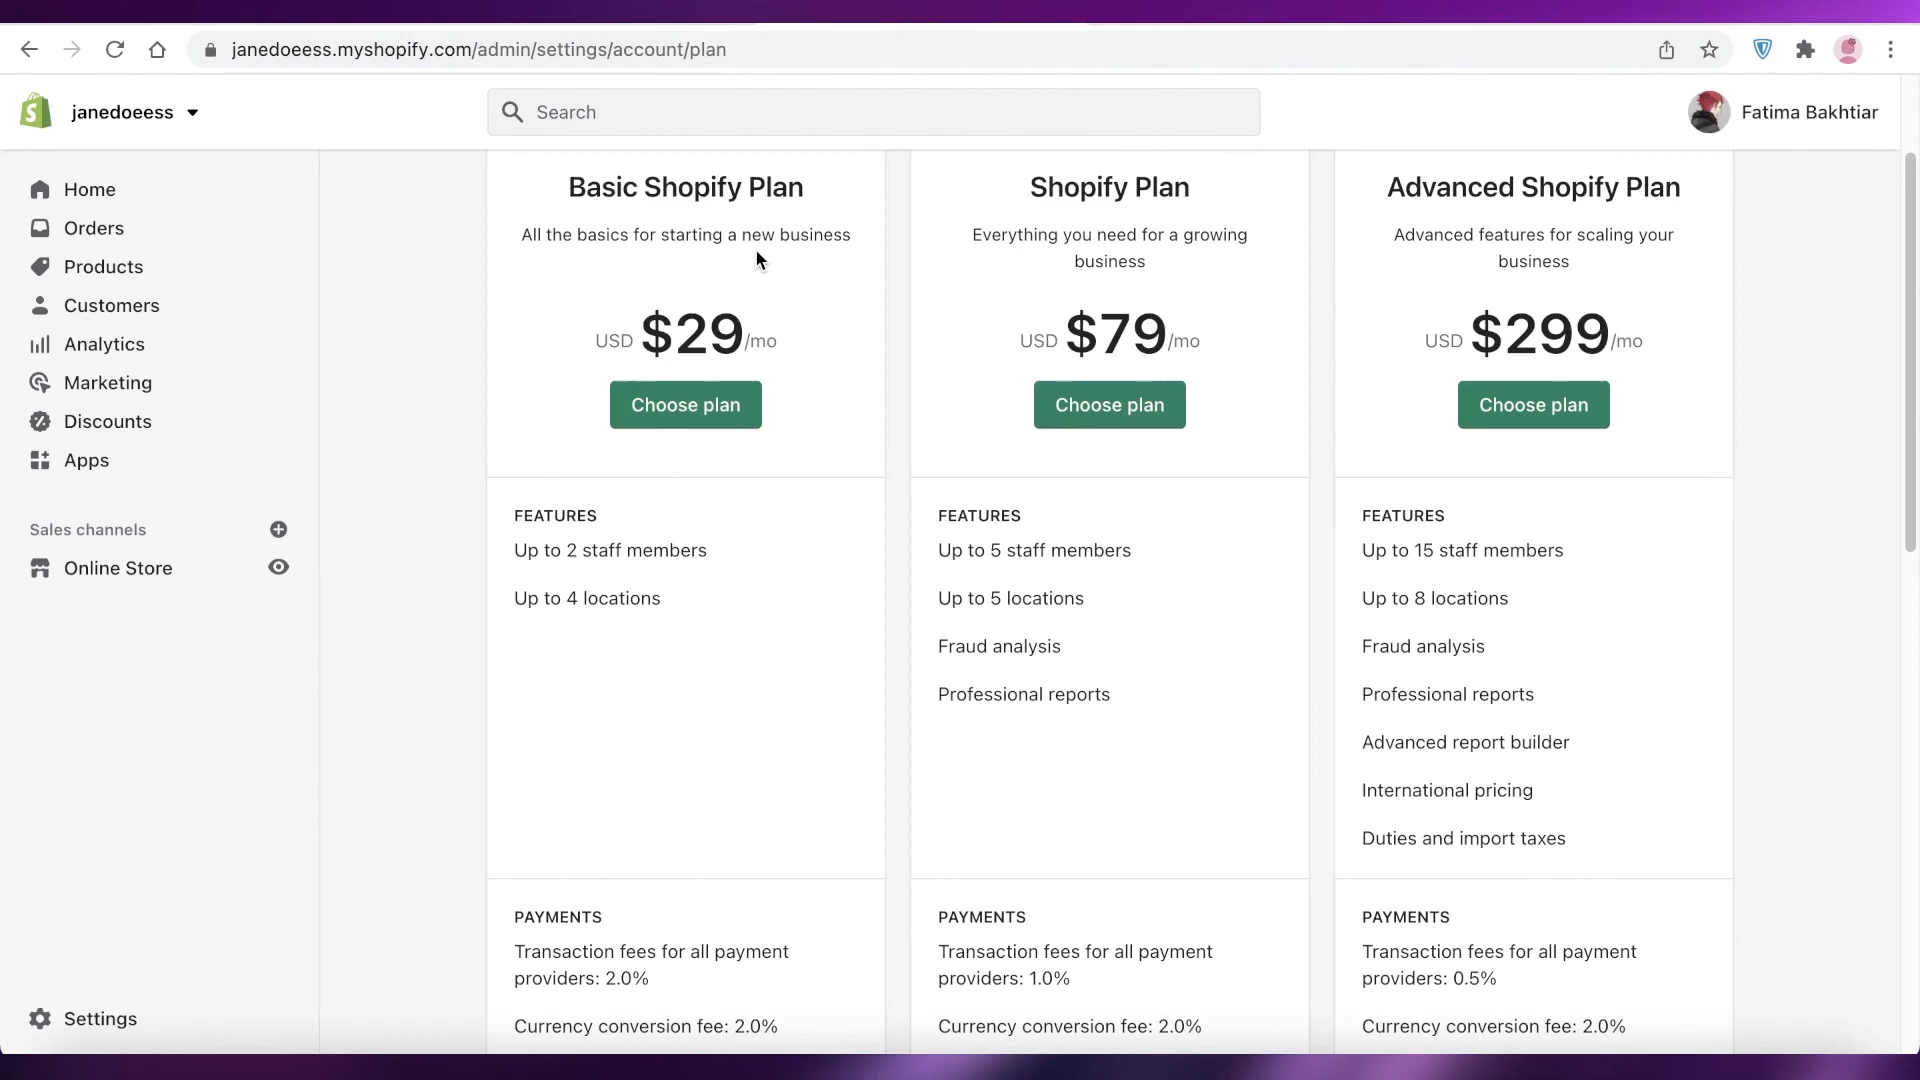 janedoeess.myshopify.com/admin/settings/account/plan
janedoeess
Search
Fatima Bakhtiar
Home
Orders
Products
Customers
Analytics
Marketing
Discounts
Apps
Sales channels
Online Store
Settings
Basic Shopify Plan
All the basics for starting a new business
USD $29/mo
Choose plan
FEATURES
Up to 2 staff members
Up to 4 locations
PAYMENTS
Transaction fees for all payment
providers: 2.0%
Currency conversion fee: 2.0%
Shopify Plan
Everything you need for a growing
business
USD $79/mo
Choose plan
FEATURES
Up to 5 staff members
Up to 5 locations
Fraud analysis
Professional reports
PAYMENTS
Transaction fees for all payment
providers: 1.0%
Currency conversion fee: 2.0%
Advanced Shopify Plan
Advanced features for scaling your
business
USD $299/mo
Choose plan
FEATURES
Up to 15 staff members
Up to 8 locations
Fraud analysis
Professional reports
Advanced report builder
International pricing
Duties and import taxes
PAYMENTS
Transaction fees for all payment
providers: 0.5%
Currency conversion fee: 2.0%